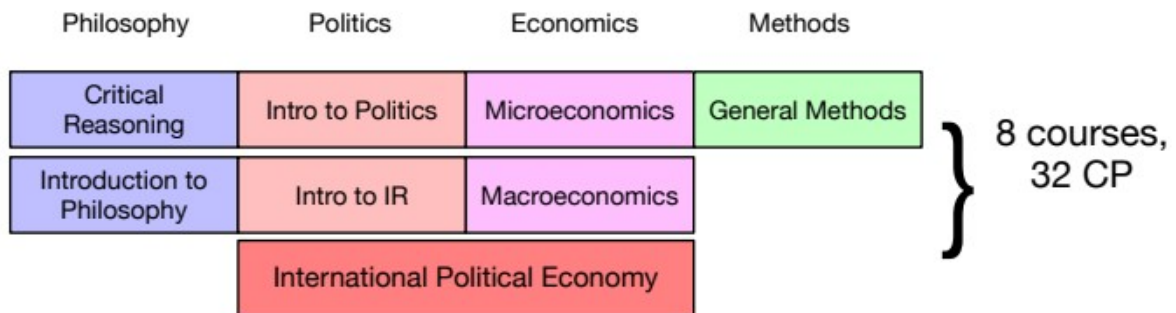 Philosophy Politics Economics Methods
Critical
Reasoning
Intro to Politics
Microeconomics
General Methods
8 courses,
32 CP
Introduction to
Philosophy
Intro to IR
Macroeconomics
International Political Economy